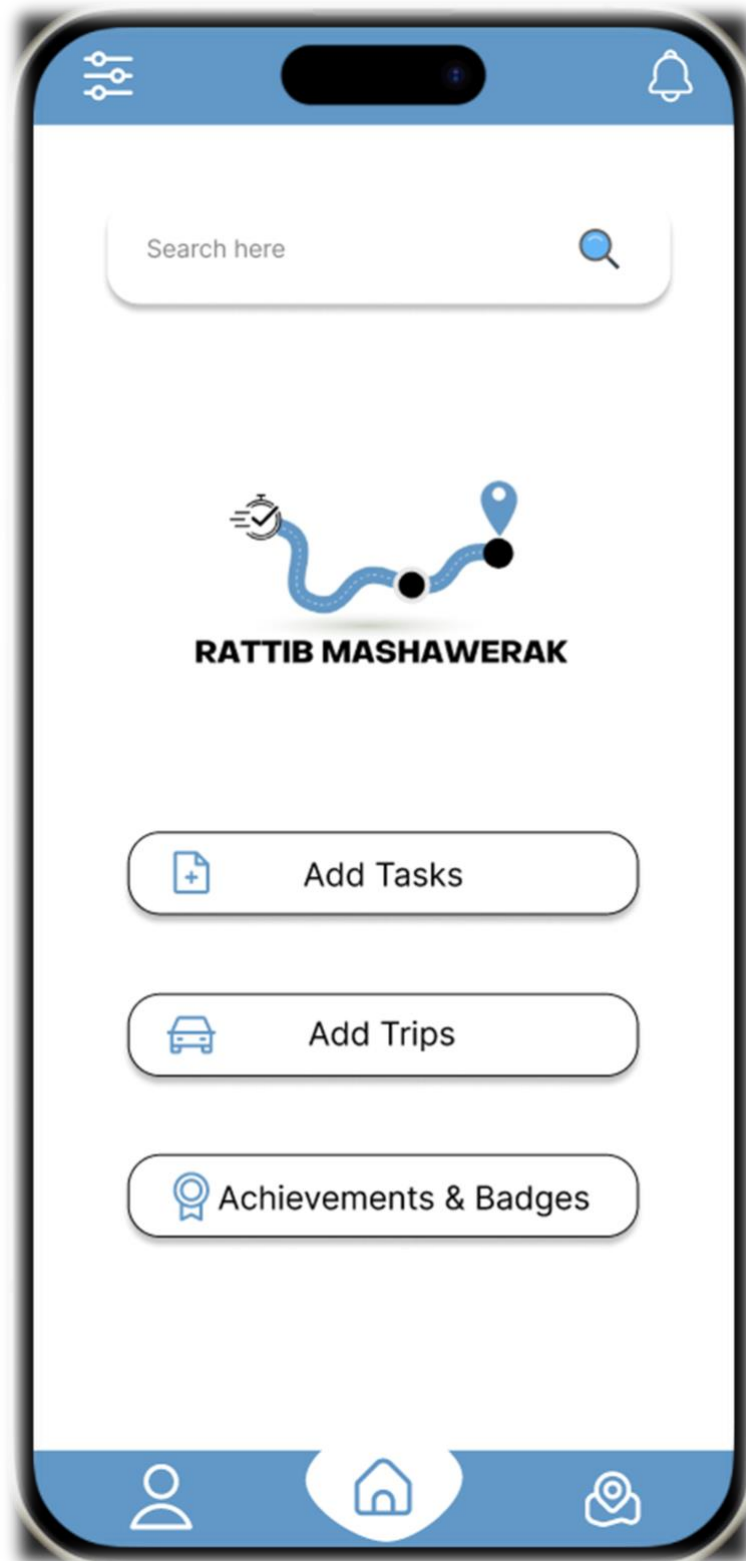 Search here
RATTIB MASHAWERAK
Add Tasks
Add Trips
Achievements & Badges